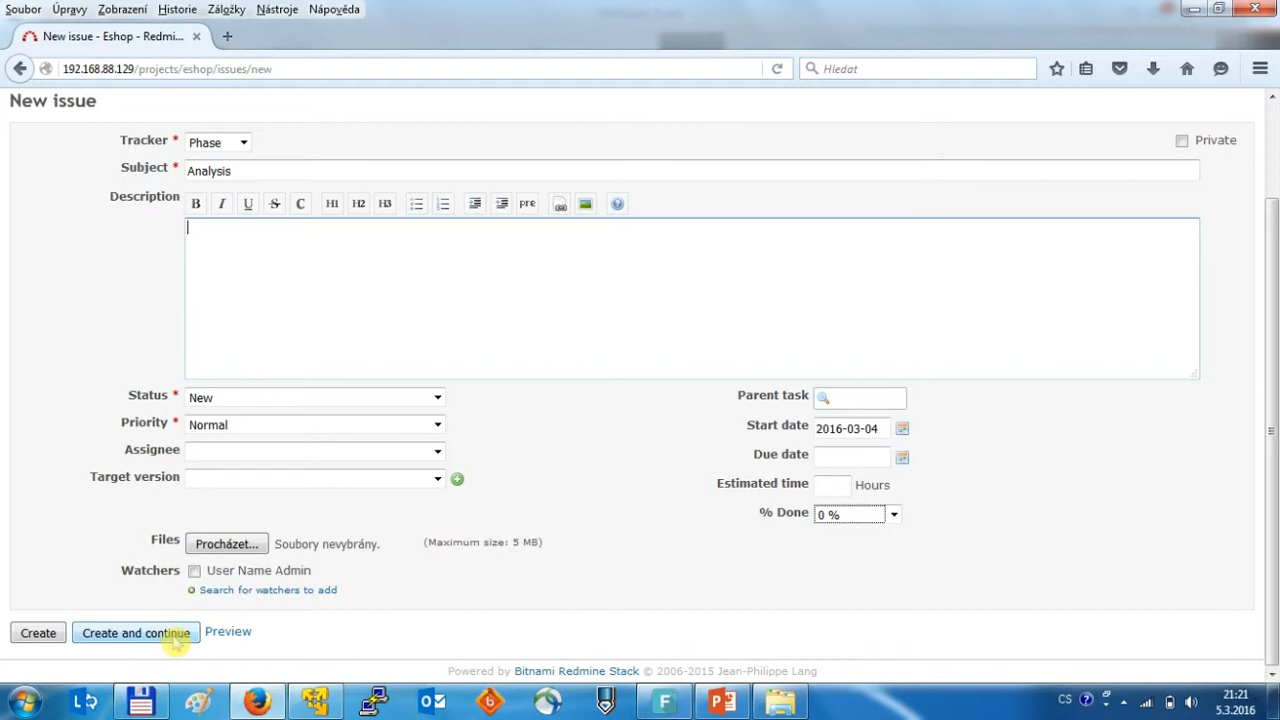 Soubor Úpravy Zobrazení Historie Záložky Nástroje Nápověda
New issue - Eshop - Redmi...
192.168.88.129/projects/eshop/issues/new
Hledat
New issue
Tracker * Phase
Private
Subject * Analysis
Description B I U S C H1 H2 H3 pre
Status * New
Parent task
Priority * Normal
Start date 2016-03-04
Assignee
Due date
Target version
Estimated time Hours
% Done 0 %
Files Procházet... Soubory nevybrány. (Maximum size: 5 MB)
Watchers User Name Admin
Search for watchers to add
Create Create and continue Preview
Powered by Bitnami Redmine Stack © 2006-2015 Jean-Philippe Lang
CS
21:21
5.3.2016